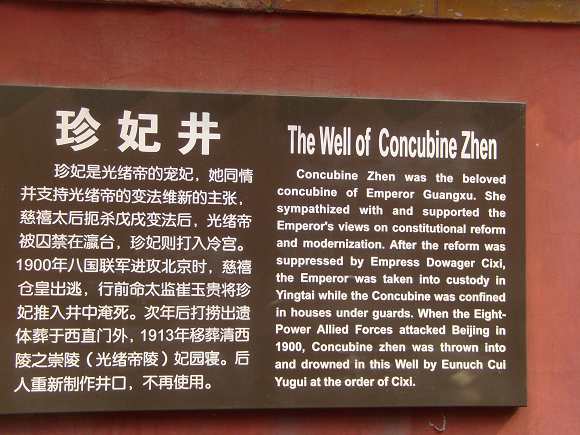 珍妃井
珍妃是光绪帝的宠妃，她同情
并支持光绪帝的变法维新的主张，
慈禧太后扼杀戊戌变法后，光绪帝
被囚禁在瀛台，珍妃则打入冷宫。
1900年八国联军进攻北京时，慈禧
仓皇出逃，行前命太监崔玉贵将珍
妃推入井中淹死。次年后打捞出遗
体葬于西直门外，1913年移葬清西
陵之崇陵（光绪帝陵）妃园寝。后
人重新制作井口，不再使用。
The Well of Concubine Zhen
Concubine Zhen was the beloved
concubine of Emperor Guangxu. She
sympathized with and supported the
Emperor's views on constitutional reform
and modernization. After the reform was
suppressed by Empress Dowager Cixi,
the Emperor was taken into custody in
Yingtai while the Concubine was confined
in houses under guards. When the Eight-
Power Allied Forces attacked Beijing in
1900, Concubine zhen was thrown into
and drowned in this Well by Eunuch Cui
Yugui at the order of Cixi.